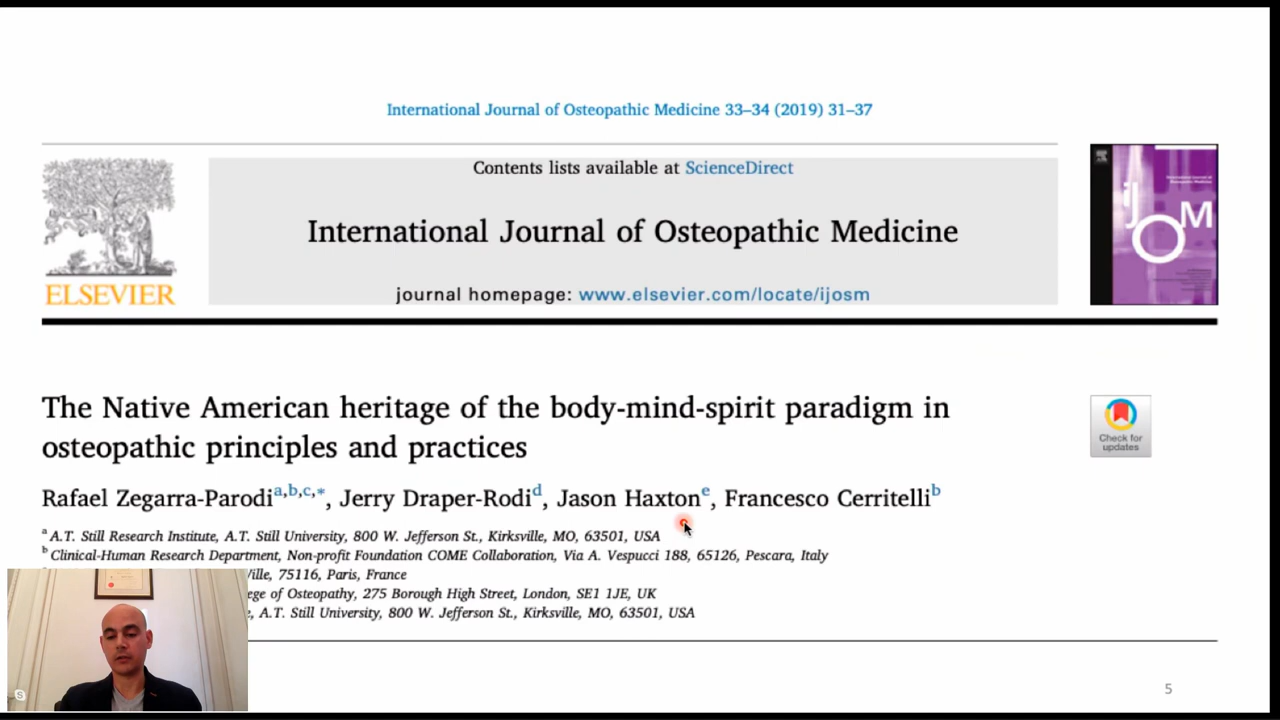 International Journal of Osteopathic Medicine 33–34 (2019) 31–37
Contents lists available at ScienceDirect
International Journal of Osteopathic Medicine
journal homepage: www.elsevier.com/locate/ijosm
ELSEVIER
IJOM
The Native American heritage of the body-mind-spirit paradigm in
osteopathic principles and practices
Check for
updates
Rafael Zegarra-Parodi a,b,c,*, Jerry Draper-Rodi d, Jason Haxton e, Francesco Cerritelli b
a A.T. Still Research Institute, A.T. Still University, 800 W. Jefferson St., Kirksville, MO, 63501, USA
b Clinical-Human Research Department, Non-profit Foundation COME Collaboration, Via A. Vespucci 188, 65126, Pescara, Italy
ville, 75116, Paris, France
ege of Osteopathy, 275 Borough High Street, London, SE1 1JE, UK
, A.T. Still University, 800 W. Jefferson St., Kirksville, MO, 63501, USA
5